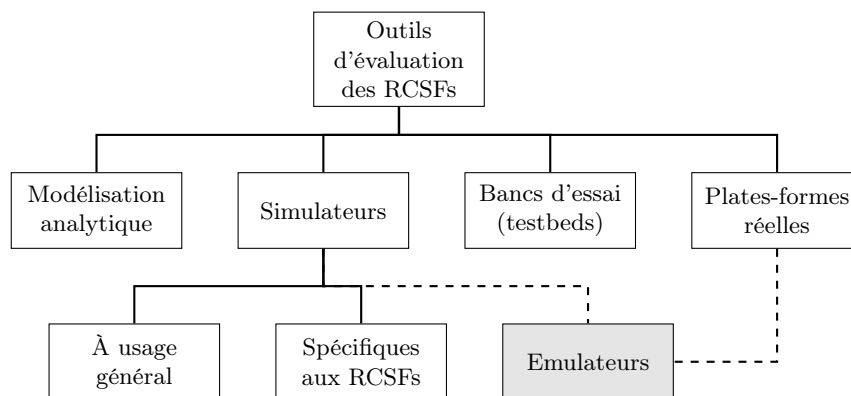 Outils
d'évaluation
des RCSFs
Modélisation
analytique
Simulateurs
Bancs d'essai
(testbeds)
Plates-formes
réelles
À usage
général
Spécifiques
aux RCSFs
Emulateurs